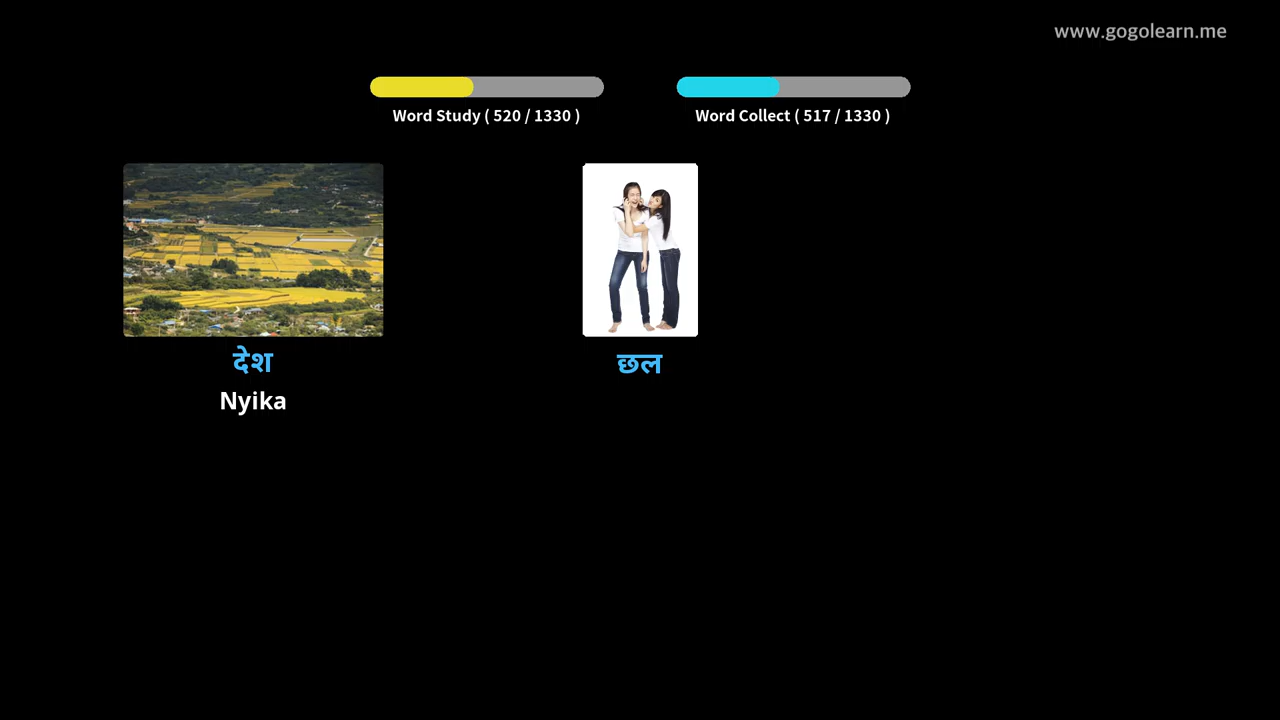 www.gogolearn.me
Word Study ( 520 / 1330 )
Word Collect ( 517 / 1330 )
देश
Nyika
छल